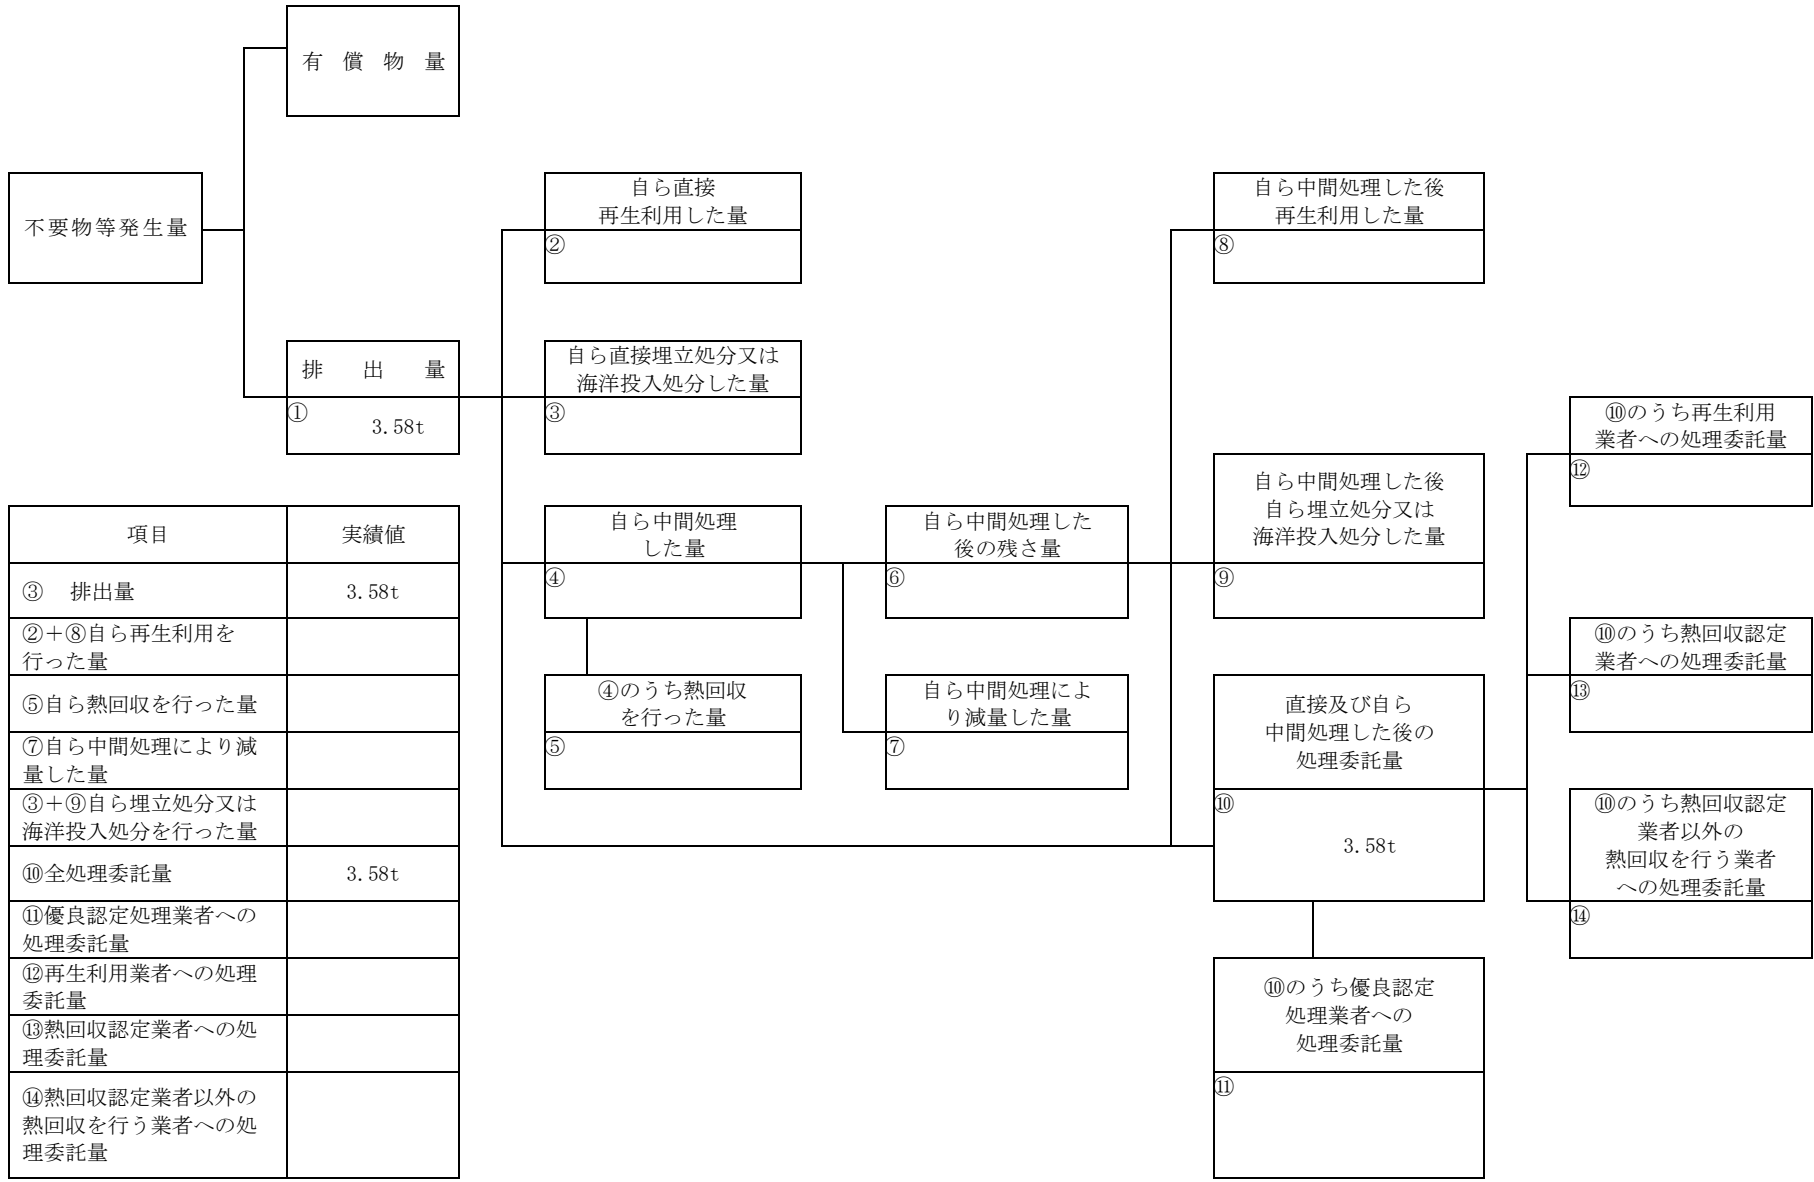 有 償 物 量
不要物等発生量
自ら直接
再生利用した量
②
自ら中間処理した後
再生利用した量
⑧
排 出 量
①
3.58t
自ら直接埋立処分又は
海洋投入処分した量
③
⑩のうち再生利用
業者への処理委託量
⑫
自ら中間処理した後
自ら埋立処分又は
海洋投入処分した量
⑨
自ら中間処理
した量
④
自ら中間処理した
後の残さ量
⑥
⑩のうち熱回収認定
業者への処理委託量
⑬
④のうち熱回収
を行った量
⑤
自ら中間処理によ
り減量した量
⑦
直接及び自ら
中間処理した後の
処理委託量
⑩
3.58t
⑩のうち熱回収認定
業者以外の
熱回収を行う業者
への処理委託量
⑭
⑩のうち優良認定
処理業者への
処理委託量
⑪
項目 実績値
③ 排出量 3.58t
②＋⑧自ら再生利用を
行った量
⑤自ら熱回収を行った量
⑦自ら中間処理により減
量した量
③＋⑨自ら埋立処分又は
海洋投入処分を行った量
⑩全処理委託量 3.58t
⑪優良認定処理業者への
処理委託量
⑫再生利用業者への処理
委託量
⑬熱回収認定業者への処
理委託量
⑭熱回収認定業者以外の
熱回収を行う業者への処
理委託量